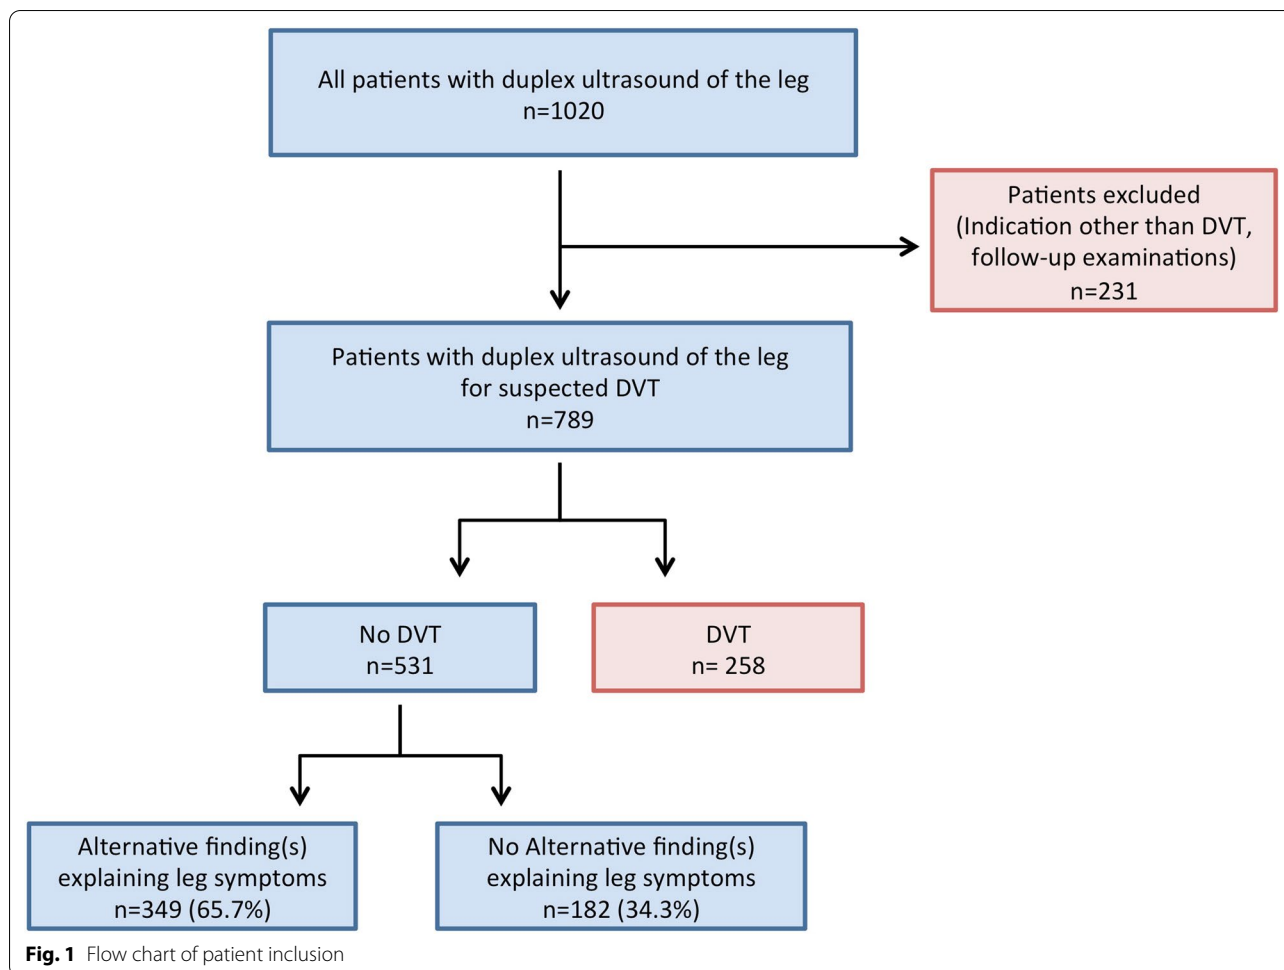 All patients with duplex ultrasound of the leg
n=1020
Patients excluded
(Indication other than DVT,
follow-up examinations)
n=231
Patients with duplex ultrasound of the leg
for suspected DVT
n=789
No DVT
n=531
DVT
n= 258
Alternative finding(s)
explaining leg symptoms
n=349 (65.7%)
No Alternative finding(s)
explaining leg symptoms
n=182 (34.3%)
Fig. 1 Flow chart of patient inclusion